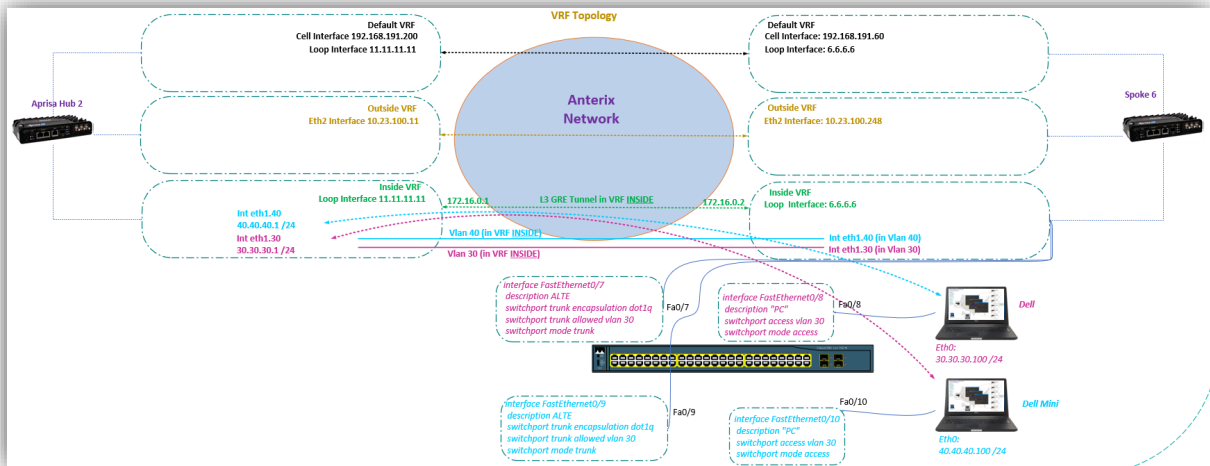 VRF Topology
Default VRF
Cell Interface 192.168.191.200
Loop Interface 11.11.11.11
Default VRF
Cell Interface: 192.168.191.60
Loop Interface: 6.6.6.6
Aprisa Hub 2
Anterix
Network
Spoke 6
Outside VRF
Eth2 Interface 10.23.100.11
Outside VRF
Eth2 Interface: 10.23.100.248
Inside VRF
Loop Interface 11.11.11.11
172.16.0.1
L3 GRE Tunnel in VRF INSIDE
172.16.0.2
Inside VRF
Loop Interface: 6.6.6.6
Int eth1.40
40.40.40.1 /24
Int eth1.30
30.30.30.1 /24
Vlan 40 (in VRF INSIDE)
Int eth1.40 (in Vlan 40)
Vlan 30 (in VRF INSIDE)
Int eth1.30 (in Vlan 30)
interface FastEthernet0/7
description ALTE
switchport trunk encapsulation dot1q
switchport trunk allowed vlan 30
switchport mode trunk
Fa0/7
interface FastEthernet0/8
description "PC"
switchport access vlan 30
switchport mode access
Fa0/8
Dell
Eth0:
30.30.30.100 /24
interface FastEthernet0/9
description ALTE
switchport trunk encapsulation dot1q
switchport trunk allowed vlan 30
switchport mode trunk
Fa0/9
interface FastEthernet0/10
description "PC"
switchport access vlan 30
switchport mode access
Fa0/10
Dell Mini
Eth0:
40.40.40.100 /24